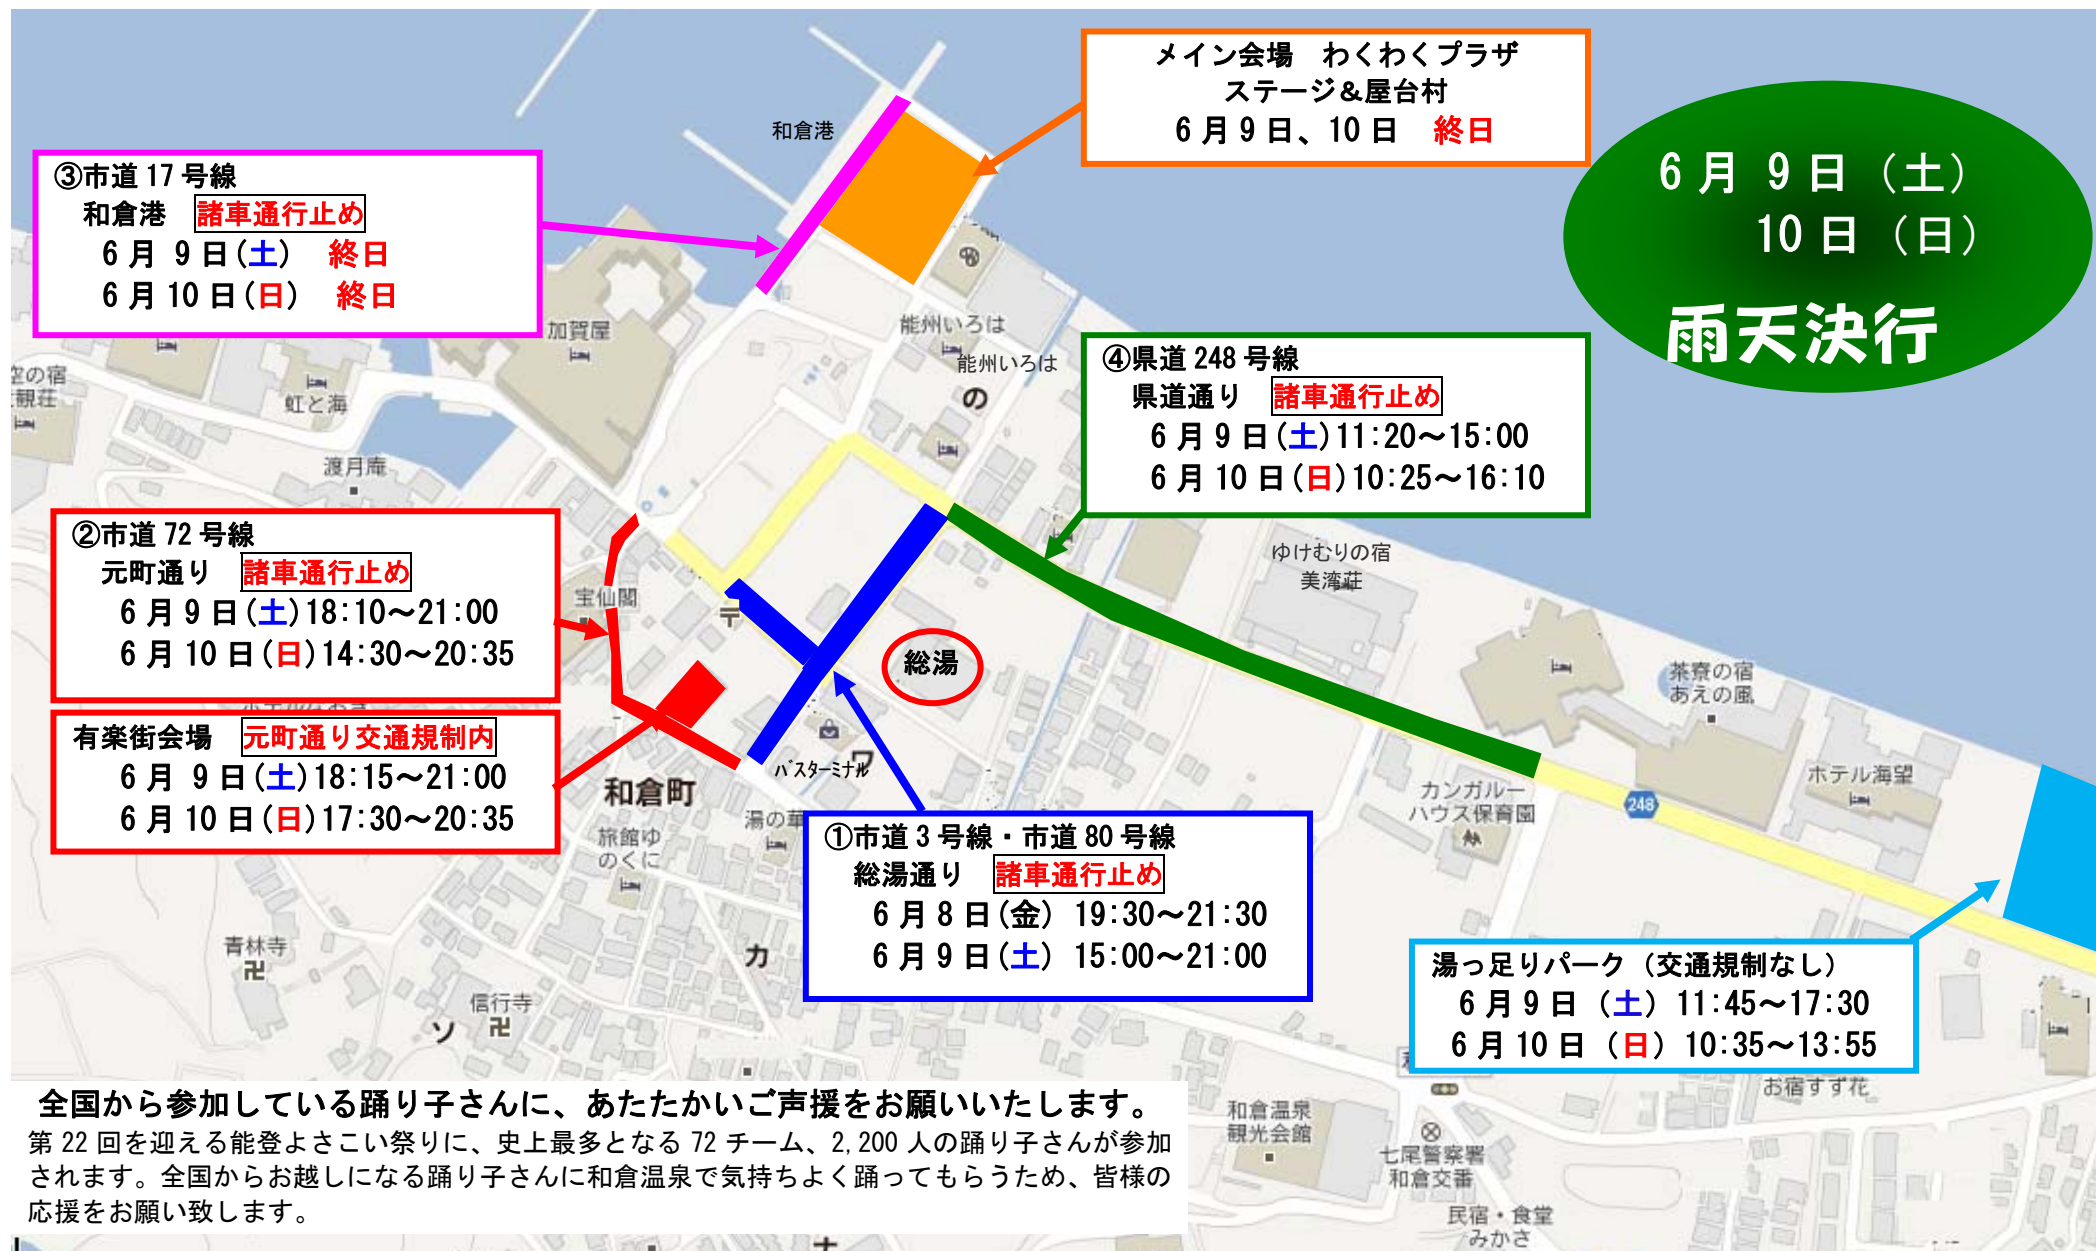 メイン会場　わくわくプラザ
ステージ&屋台村
6月9日、10日　終日
6月 9日（土）
10日（日）
雨天決行
和倉港
③市道17号線
和倉港　諸車通行止め
6月 9日(土)　終日
6月10日(日)　終日
加賀屋
虹と海
渡月庵
能州いろは
能州いろは
の
④県道248号線
県道通り　諸車通行止め
6月9日(土)11:20～15:00
6月10日(日)10:25～16:10
②市道72号線
元町通り　諸車通行止め
6月9日(土)18:10～21:00
6月10日(日)14:30～20:35
宝仙閣
〒
総湯
ゆけむりの宿
美湾荘
茶寮の宿
あえの風
ホテル海望
248
カンガルー
ハウス保育園
有楽街会場　元町通り交通規制内
6月 9日(土)18:15～21:00
6月10日(日)17:30～20:35
和倉町
バスターミナル
ワ
湯の華
旅館ゆ
のくに
①市道3号線・市道80号線
総湯通り　諸車通行止め
6月8日(金) 19:30～21:30
6月9日(土) 15:00～21:00
カ
青林寺
卍
信行寺
卍
ソ
湯っ足りパーク（交通規制なし）
6月9日（土）11:45～17:30
6月10日（日）10:35～13:55
お宿すず花
和倉温泉
観光会館
七尾警察署
和倉交番
民宿・食堂
みかさ
全国から参加している踊り子さんに、あたたかいご声援をお願いいたします。
第22回を迎える能登よさこい祭りに、史上最多となる72チーム、2,200人の踊り子さんが参加
されます。全国からお越しになる踊り子さんに和倉温泉で気持ちよく踊ってもらうため、皆様の
応援をお願い致します。